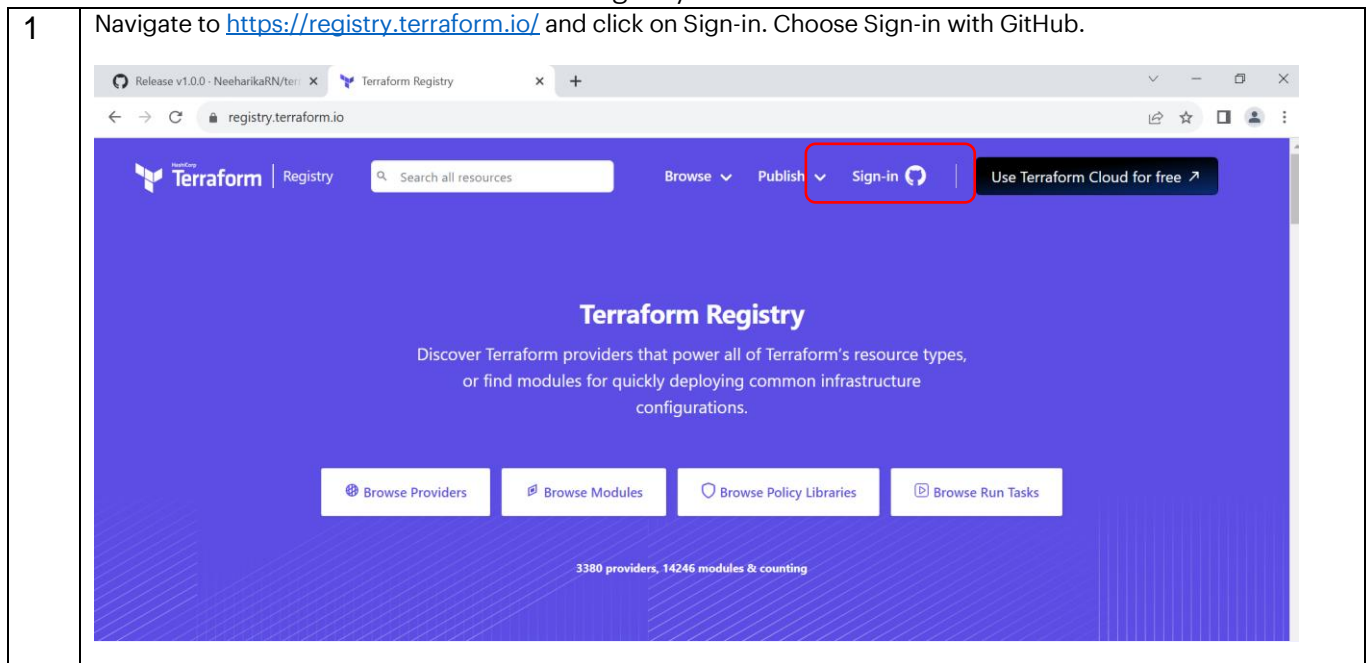 1
Navigate to https://registry.terraform.io/ and click on Sign-in. Choose Sign-in with GitHub.
Release v1.0.0 · NeeharikaRN/ter
Terraform Registry
registry.terraform.io
HashiCorp
Terraform Registry
Search all resources
Browse
Publish
Sign-in
Use Terraform Cloud for free
Terraform Registry
Discover Terraform providers that power all of Terraform's resource types,
or find modules for quickly deploying common infrastructure
configurations.
Browse Providers
Browse Modules
Browse Policy Libraries
Browse Run Tasks
3380 providers, 14246 modules & counting